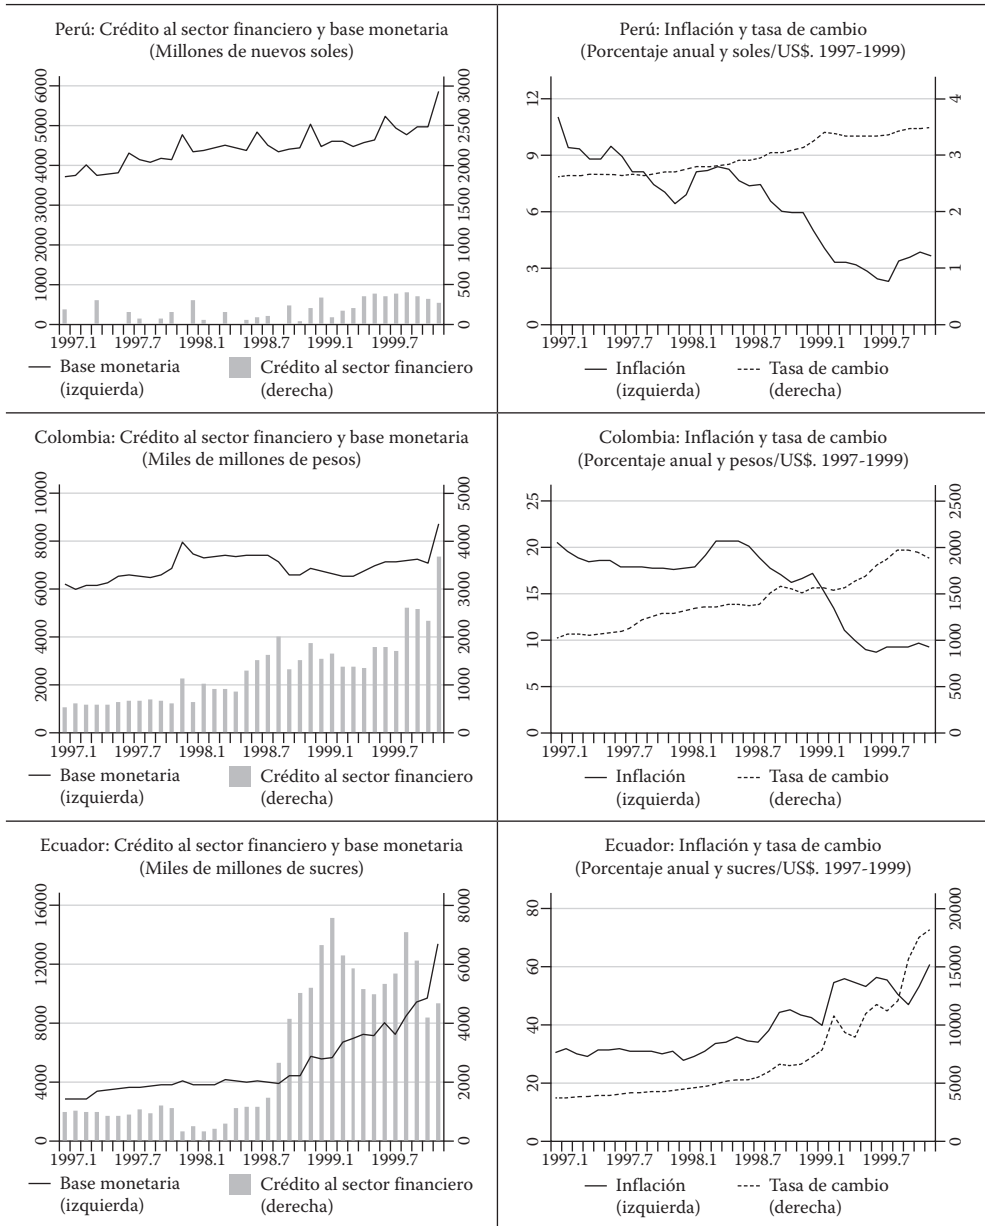 Perú: Crédito al sector financiero y base monetaria
(Millones de nuevos soles)
0 1000 2000 3000 4000 5000 6000
0 500 1000 1500 2000 2500 3000
1997.1 1997.7 1998.1 1998.7 1999.1 1999.7
Base monetaria
(izquierda)
Crédito al sector financiero
(derecha)
Perú: Inflación y tasa de cambio
(Porcentaje anual y soles/US$. 1997-1999)
0 3 6 9 12
0 1 2 3 4
1997.1 1997.7 1998.1 1998.7 1999.1 1999.7
Inflación
(izquierda)
Tasa de cambio
(derecha)
Colombia: Crédito al sector financiero y base monetaria
(Miles de millones de pesos)
0 2000 4000 6000 8000 10000
0 1000 2000 3000 4000 5000
1997.1 1997.7 1998.1 1998.7 1999.1 1999.7
Base monetaria
(izquierda)
Crédito al sector financiero
(derecha)
Colombia: Inflación y tasa de cambio
(Porcentaje anual y pesos/US$. 1997-1999)
0 5 10 15 20 25
0 500 1000 1500 2000 2500
1997.1 1997.7 1998.1 1998.7 1999.1 1999.7
Inflación
(izquierda)
Tasa de cambio
(derecha)
Ecuador: Crédito al sector financiero y base monetaria
(Miles de millones de sucres)
0 4000 8000 12000 16000
0 2000 4000 6000 8000
1997.1 1997.7 1998.1 1998.7 1999.1 1999.7
Base monetaria
(izquierda)
Crédito al sector financiero
(derecha)
Ecuador: Inflación y tasa de cambio
(Porcentaje anual y sucres/US$. 1997-1999)
0 20 40 60 80
0 5000 10000 15000 20000
1997.1 1997.7 1998.1 1998.7 1999.1 1999.7
Inflación
(izquierda)
Tasa de cambio
(derecha)